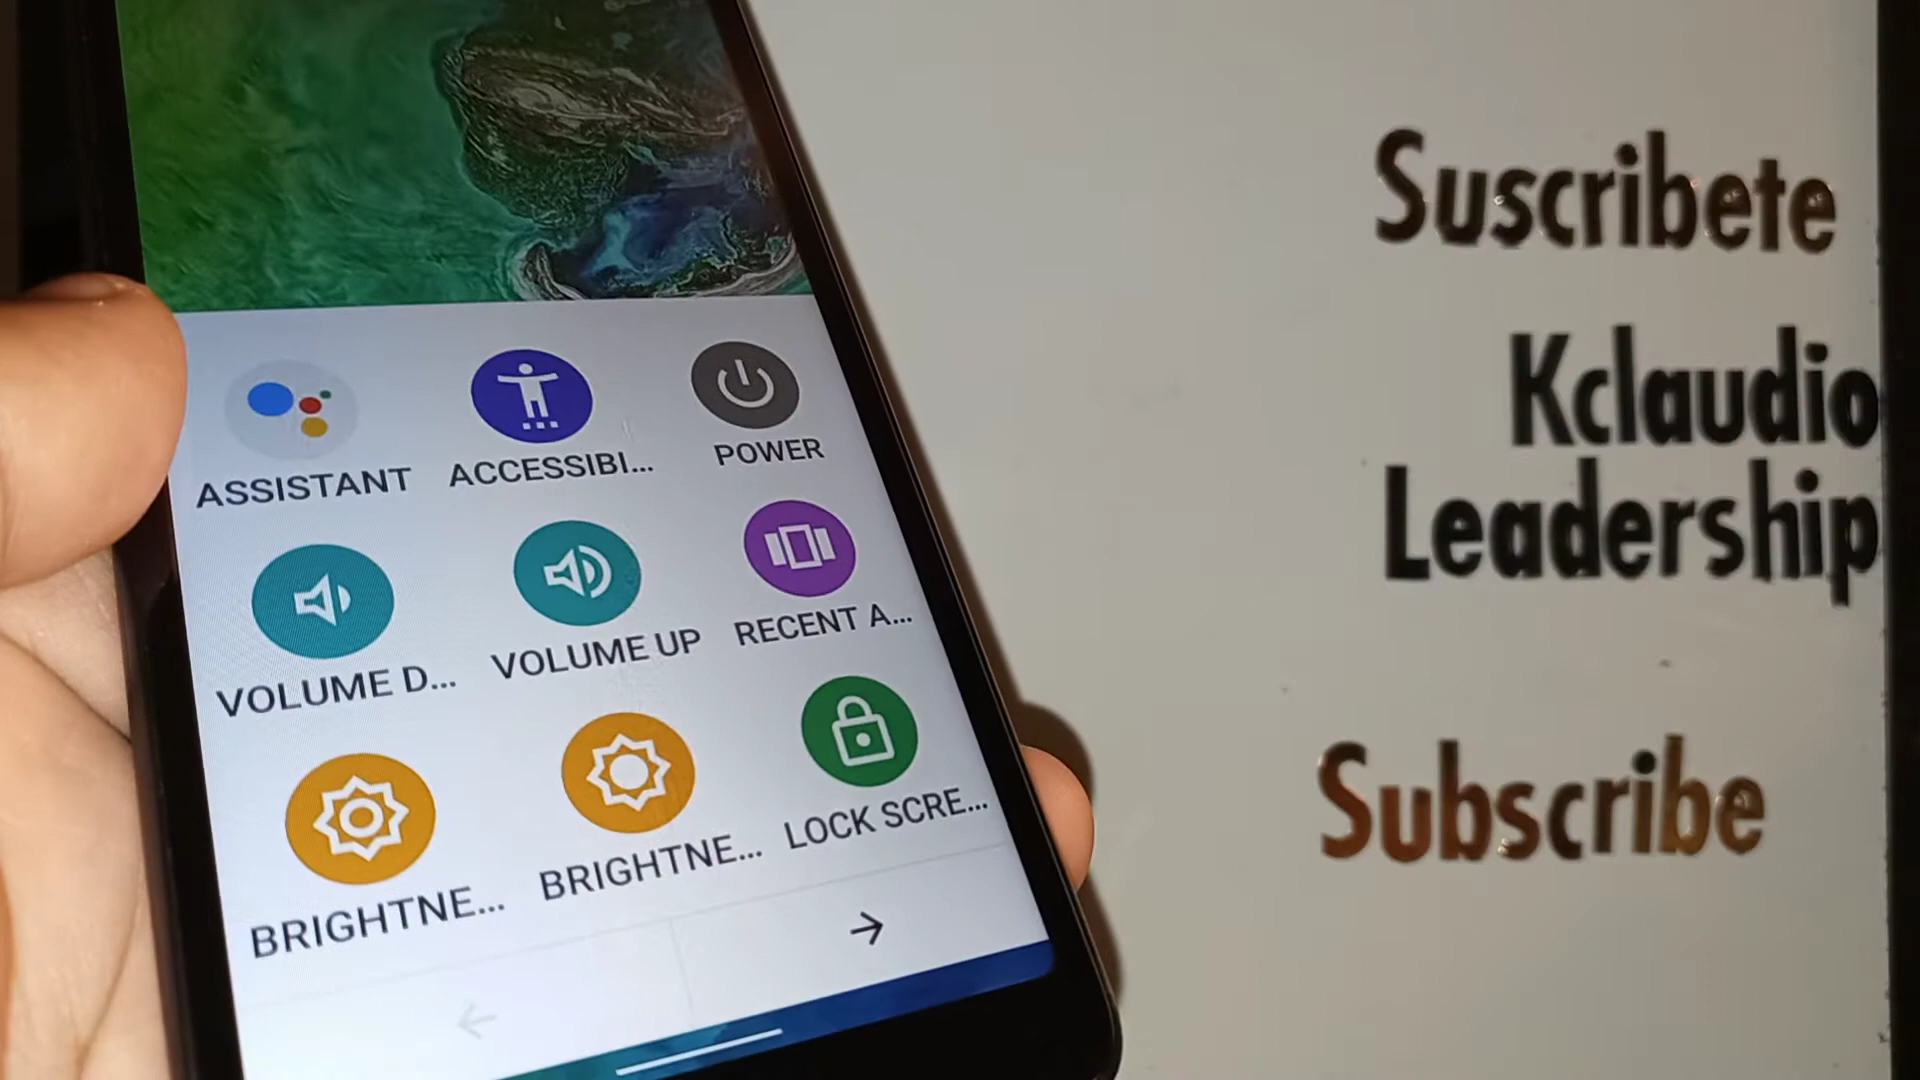 ASSISTANT
ACCESSIBI...
POWER
VOLUME D...
VOLUME UP
RECENT A...
BRIGHTNE...
BRIGHTNE...
LOCK SCRE...
Suscribete
Kclaudio
Leadership
Subscribe